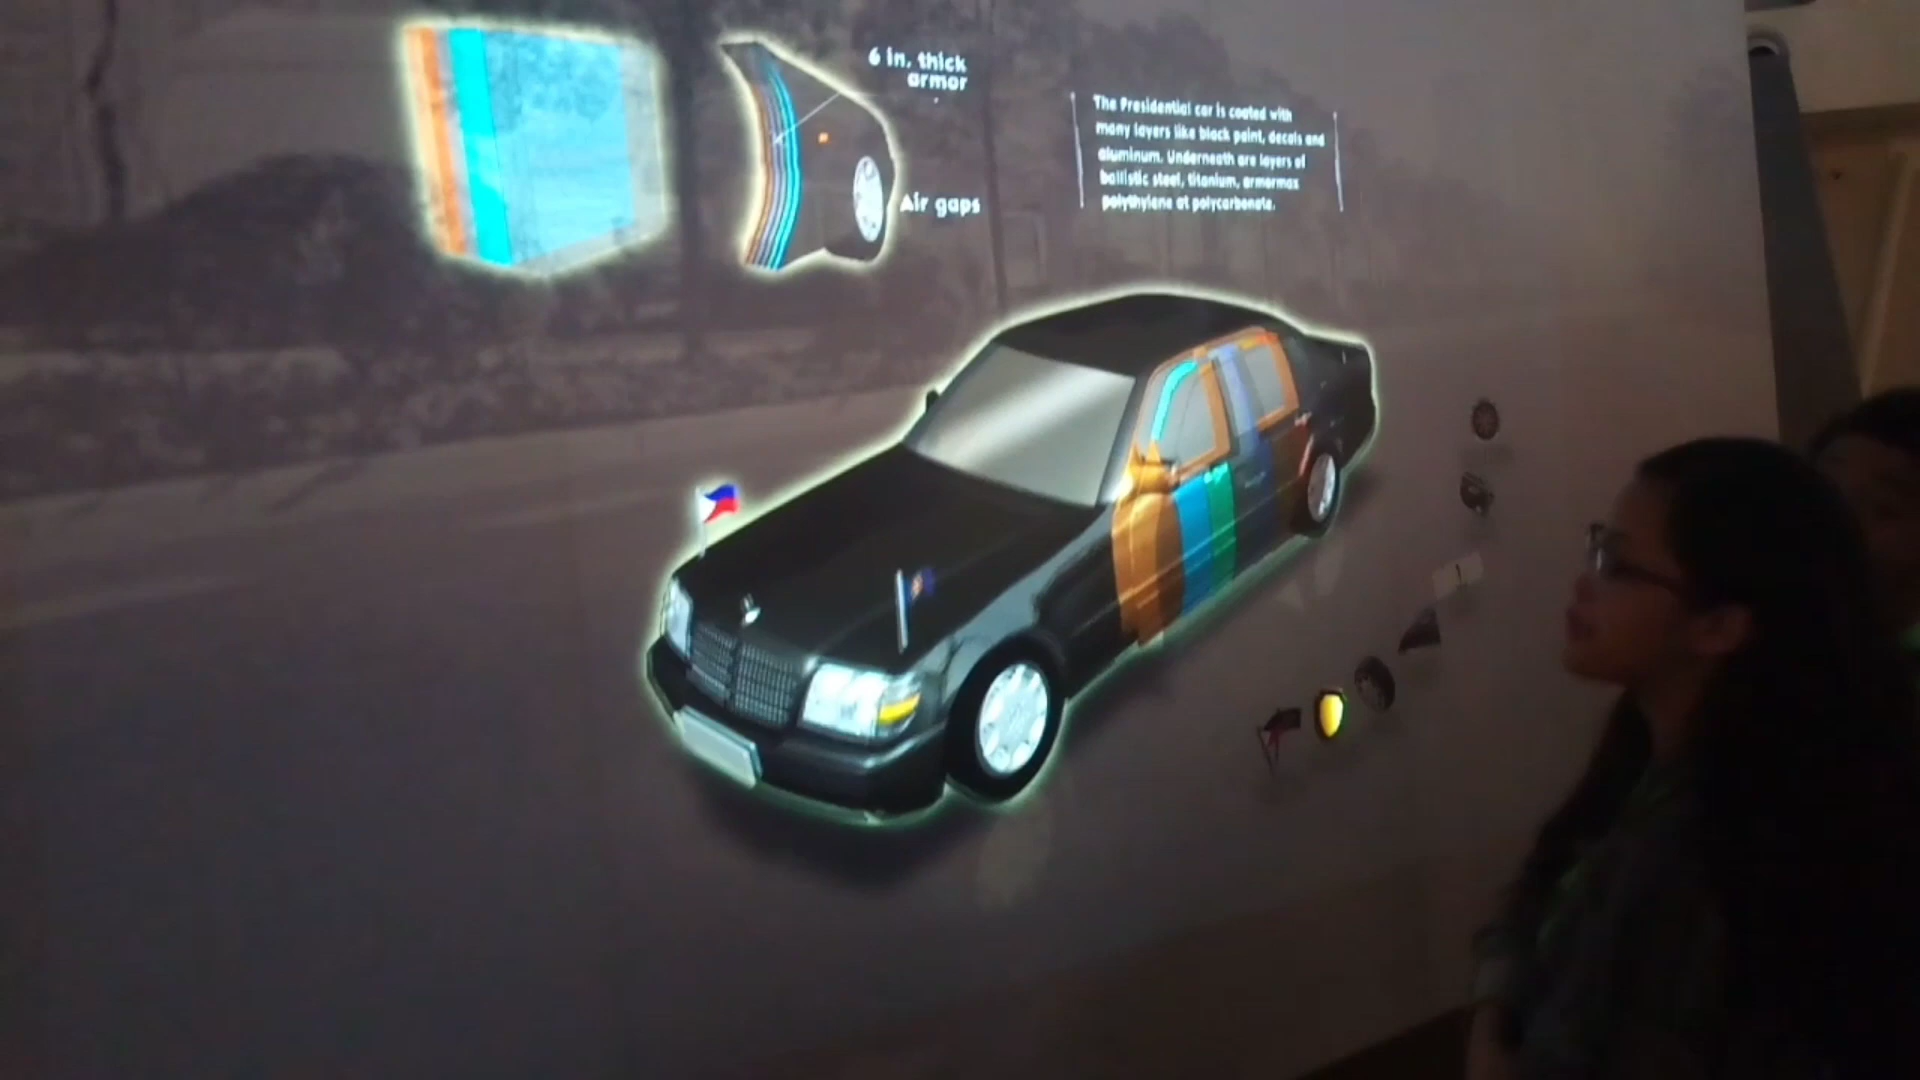 6 in. thick
armor
Air gaps
The Presidential car is coated with
many layers like black paint, decals and
aluminum. Underneath are layers of
ballistic steel, titanium, armormax
polythylene at polycarbonate.